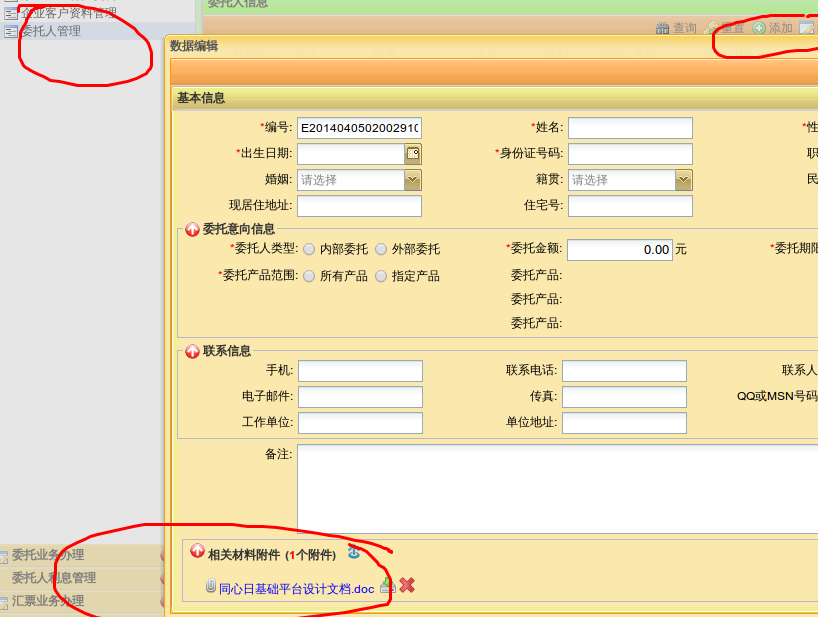 委托人信息
企业客户资料管理
委托人管理
查询 重置 添加
数据编辑
基本信息
*编号: E2014040502002910 *姓名: *性
*出生日期: *身份证号码: 职
婚姻: 请选择 籍贯: 请选择 民
现居住地址: 住宅号:
委托意向信息
*委托人类型: 内部委托 外部委托 *委托金额: 0.00 元 *委托期限
*委托产品范围: 所有产品 指定产品 委托产品:
委托产品:
委托产品:
联系信息
手机: 联系电话: 联系人
电子邮件: 传真: QQ或MSN号码
工作单位: 单位地址:
备注:
委托业务办理
委托人利息管理
汇票业务办理
相关材料附件 (1个附件)
同心日基础平台设计文档.doc